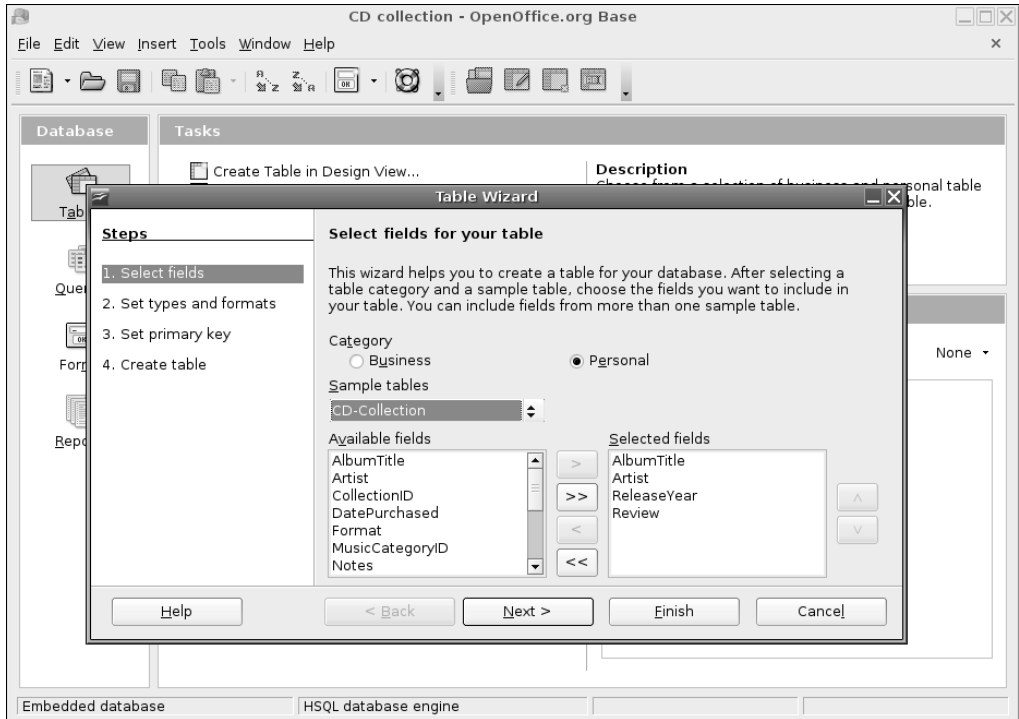 CD collection - OpenOffice.org Base
File Edit View Insert Tools Window Help
Database
Tasks
Create Table in Design View...
Description
personal table
Table Wizard
Steps
1. Select fields
2. Set types and formats
3. Set primary key
4. Create table
Select fields for your table
This wizard helps you to create a table for your database. After selecting a
table category and a sample table, choose the fields you want to include in
your table. You can include fields from more than one sample table.
Category
Business
Personal
Sample tables
CD-Collection
Available fields
AlbumTitle
Artist
CollectionID
DatePurchased
Format
MusicCategoryID
Notes
>
>>
<
<<
Selected fields
AlbumTitle
Artist
ReleaseYear
Review
None
Help
< Back
Next >
Finish
Cancel
Embedded database
HSQL database engine